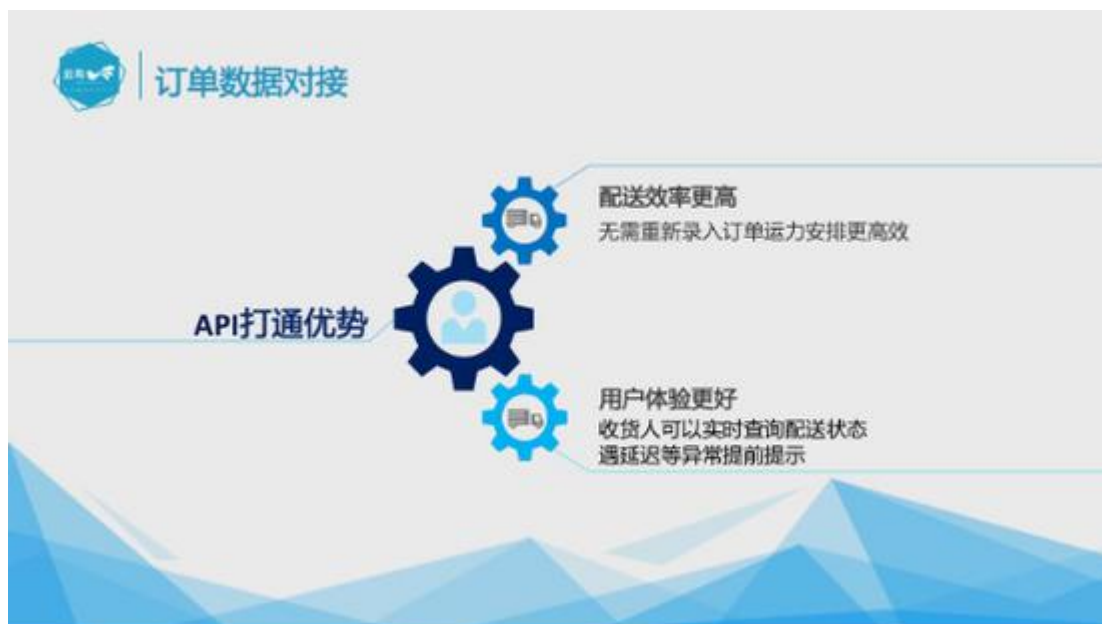 订单数据对接
配送效率更高
无需重新录入订单运力安排更高效
API打通优势
用户体验更好
收货人可以实时查询配送状态
遇延迟等异常提前提示